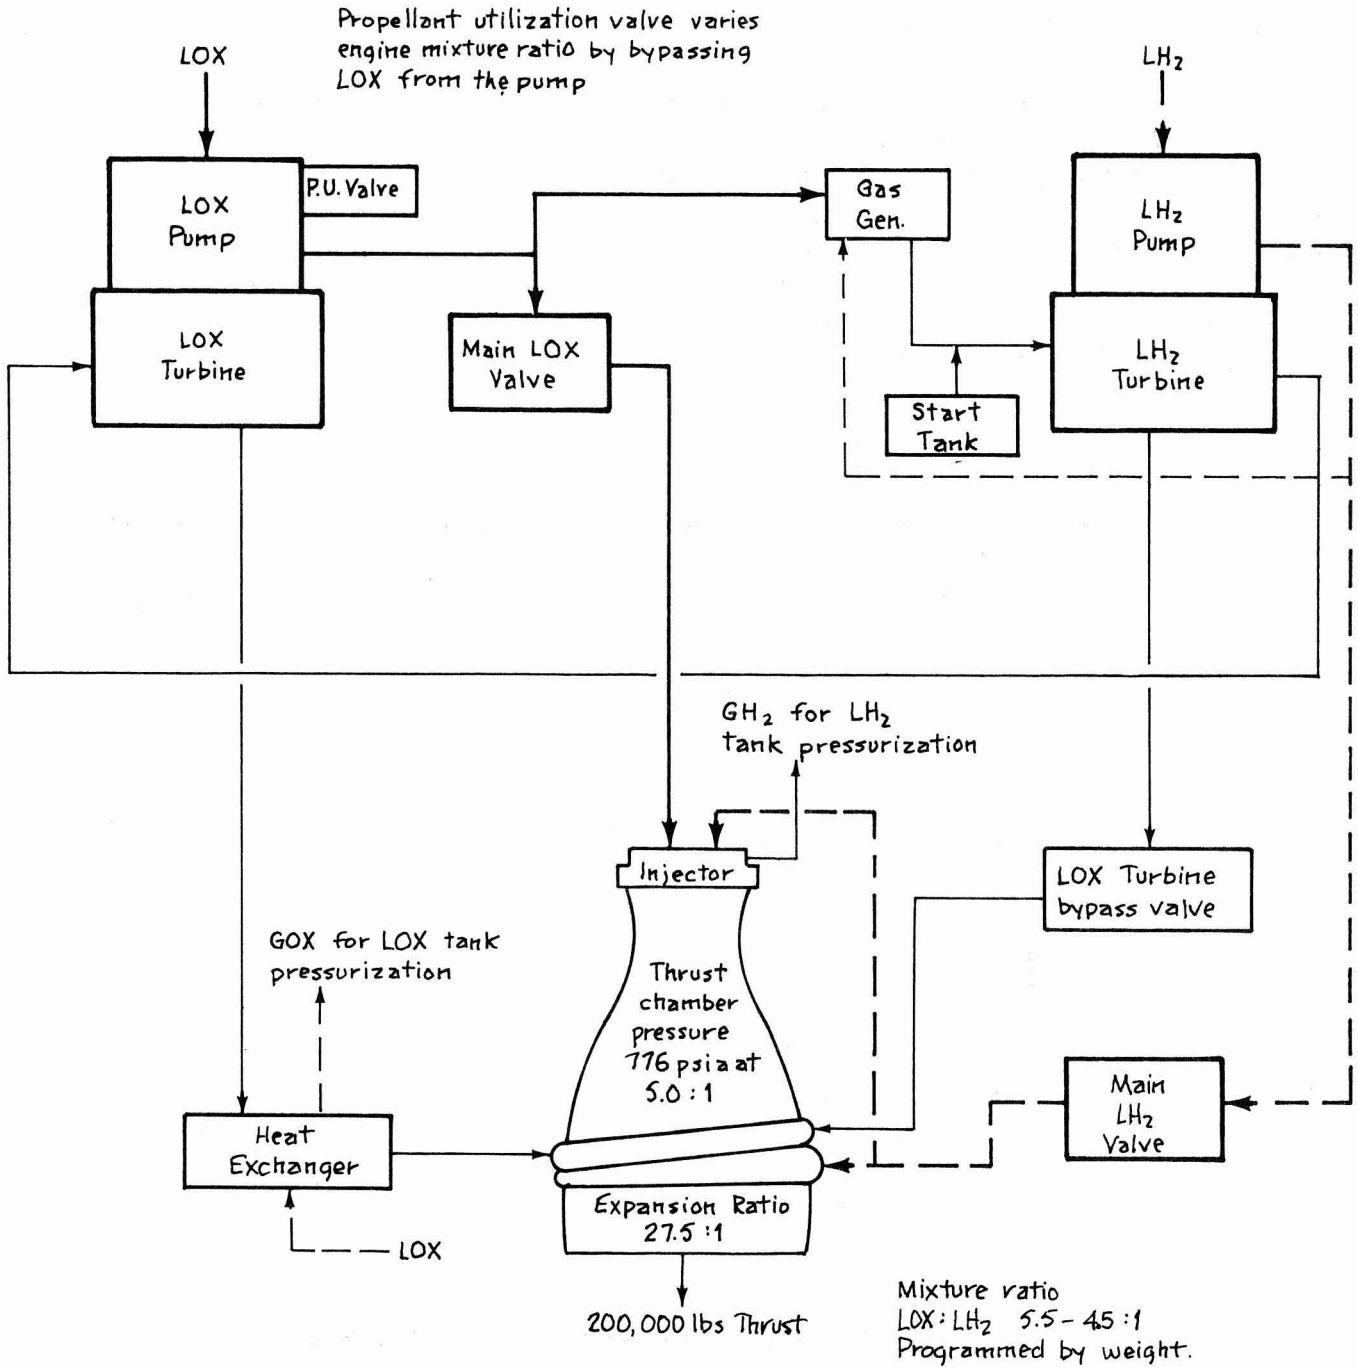 Propellant utilization valve varies
engine mixture ratio by bypassing
LOX from the pump
LOX
LH₂
LOX
Pump
P.U. Valve
Gas
Gen.
LH₂
Pump
LOX
Turbine
Main LOX
Valve
LH₂
Turbine
Start
Tank
GH₂ for LH₂
tank pressurization
Injector
LOX Turbine
bypass valve
GOX for LOX tank
pressurization
Thrust
chamber
pressure
776 psia at
5.0 : 1
Main
LH₂
Valve
Heat
Exchanger
Expansion Ratio
27.5 : 1
LOX
200,000 lbs Thrust
Mixture ratio
LOX : LH₂ 5.5 - 4.5 : 1
Programmed by weight.